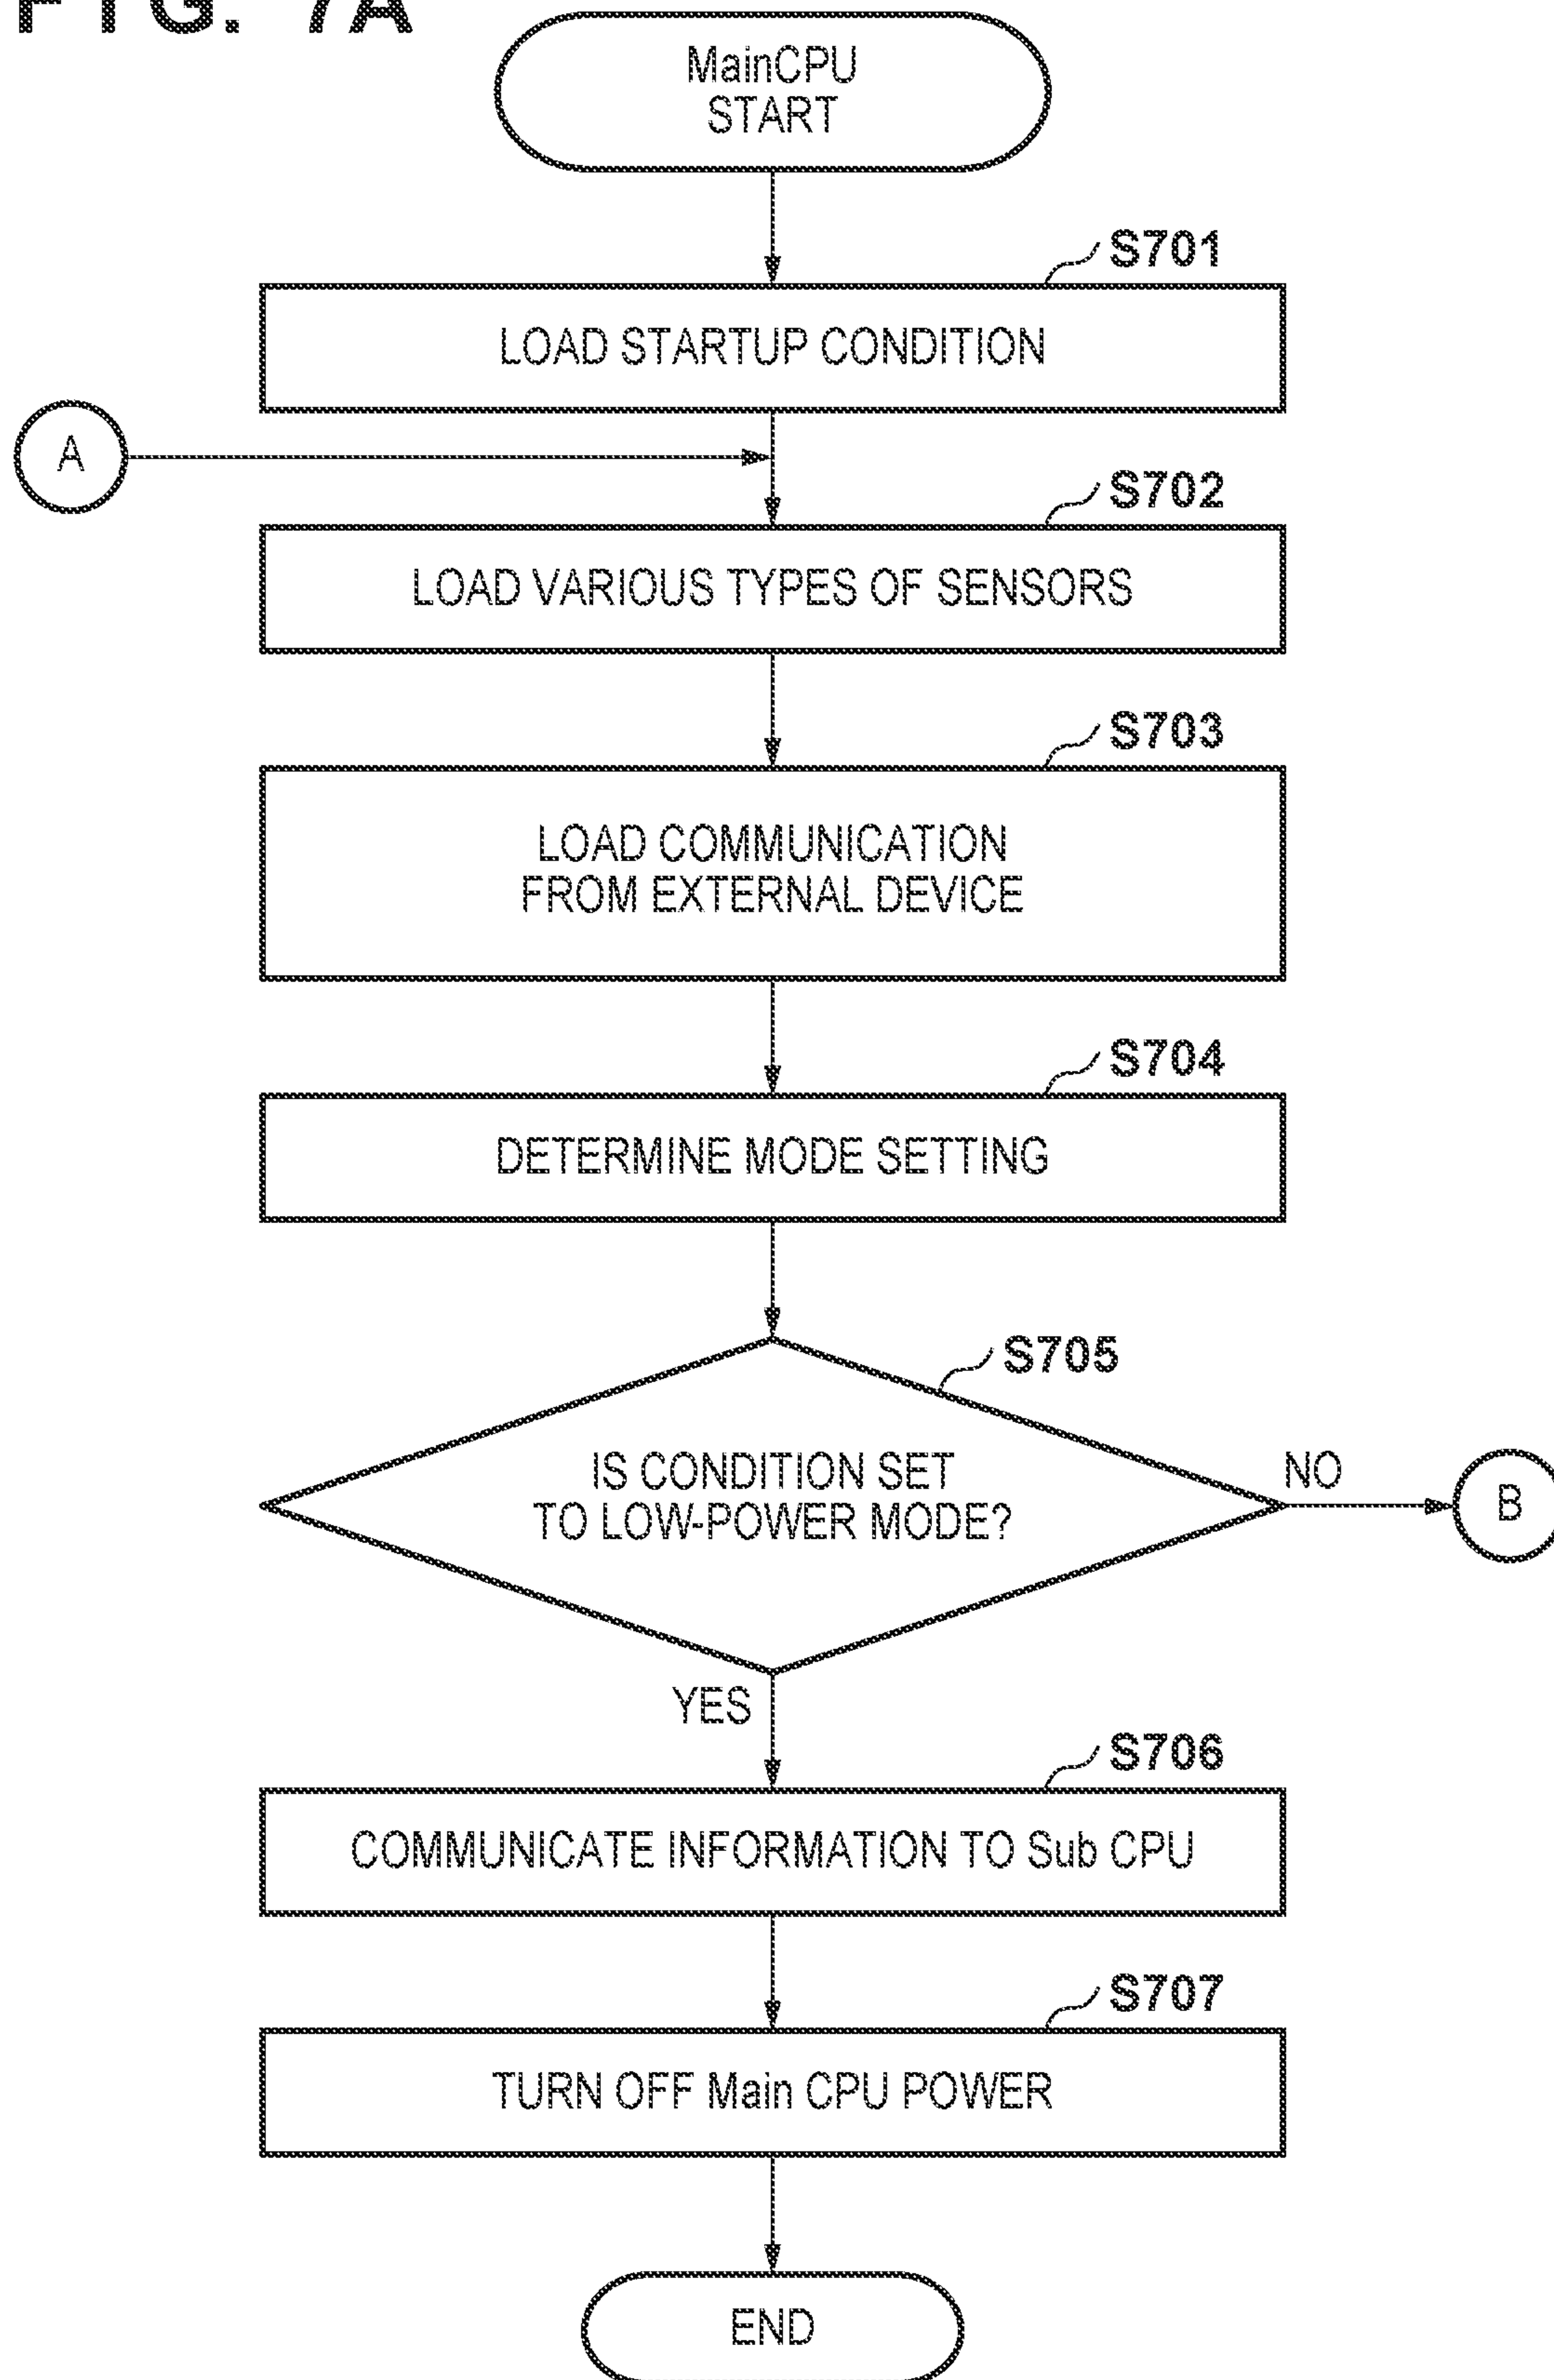 FIG. 7A
MainCPU
START
S701
LOAD STARTUP CONDITION
A
S702
LOAD VARIOUS TYPES OF SENSORS
S703
LOAD COMMUNICATION
FROM EXTERNAL DEVICE
S704
DETERMINE MODE SETTING
S705
IS CONDITION SET
TO LOW-POWER MODE?
NO
B
YES
S706
COMMUNICATE INFORMATION TO Sub CPU
S707
TURN OFF Main CPU POWER
END